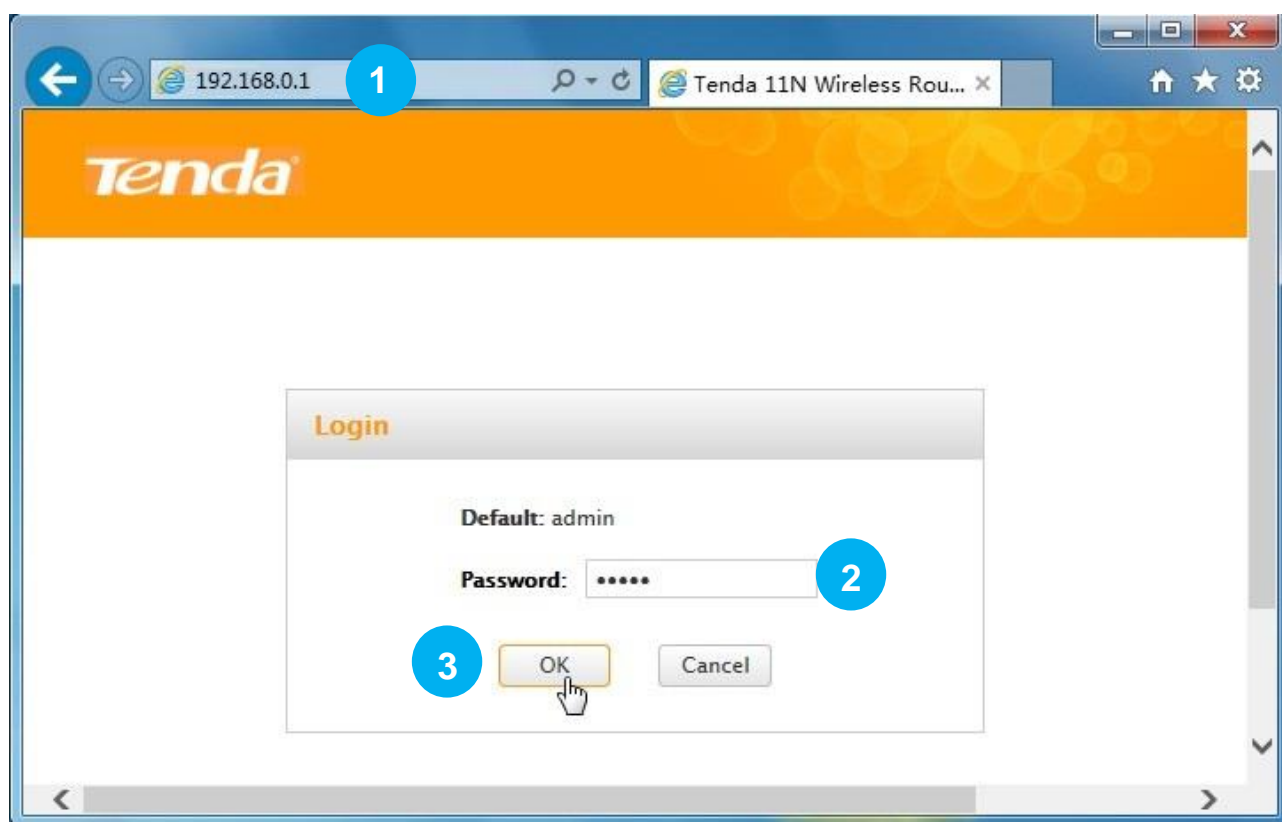 192.168.0.1
1
Tenda 11N Wireless Rou...
Tenda
Login
Default: admin
Password: •••••
2
3
OK
Cancel